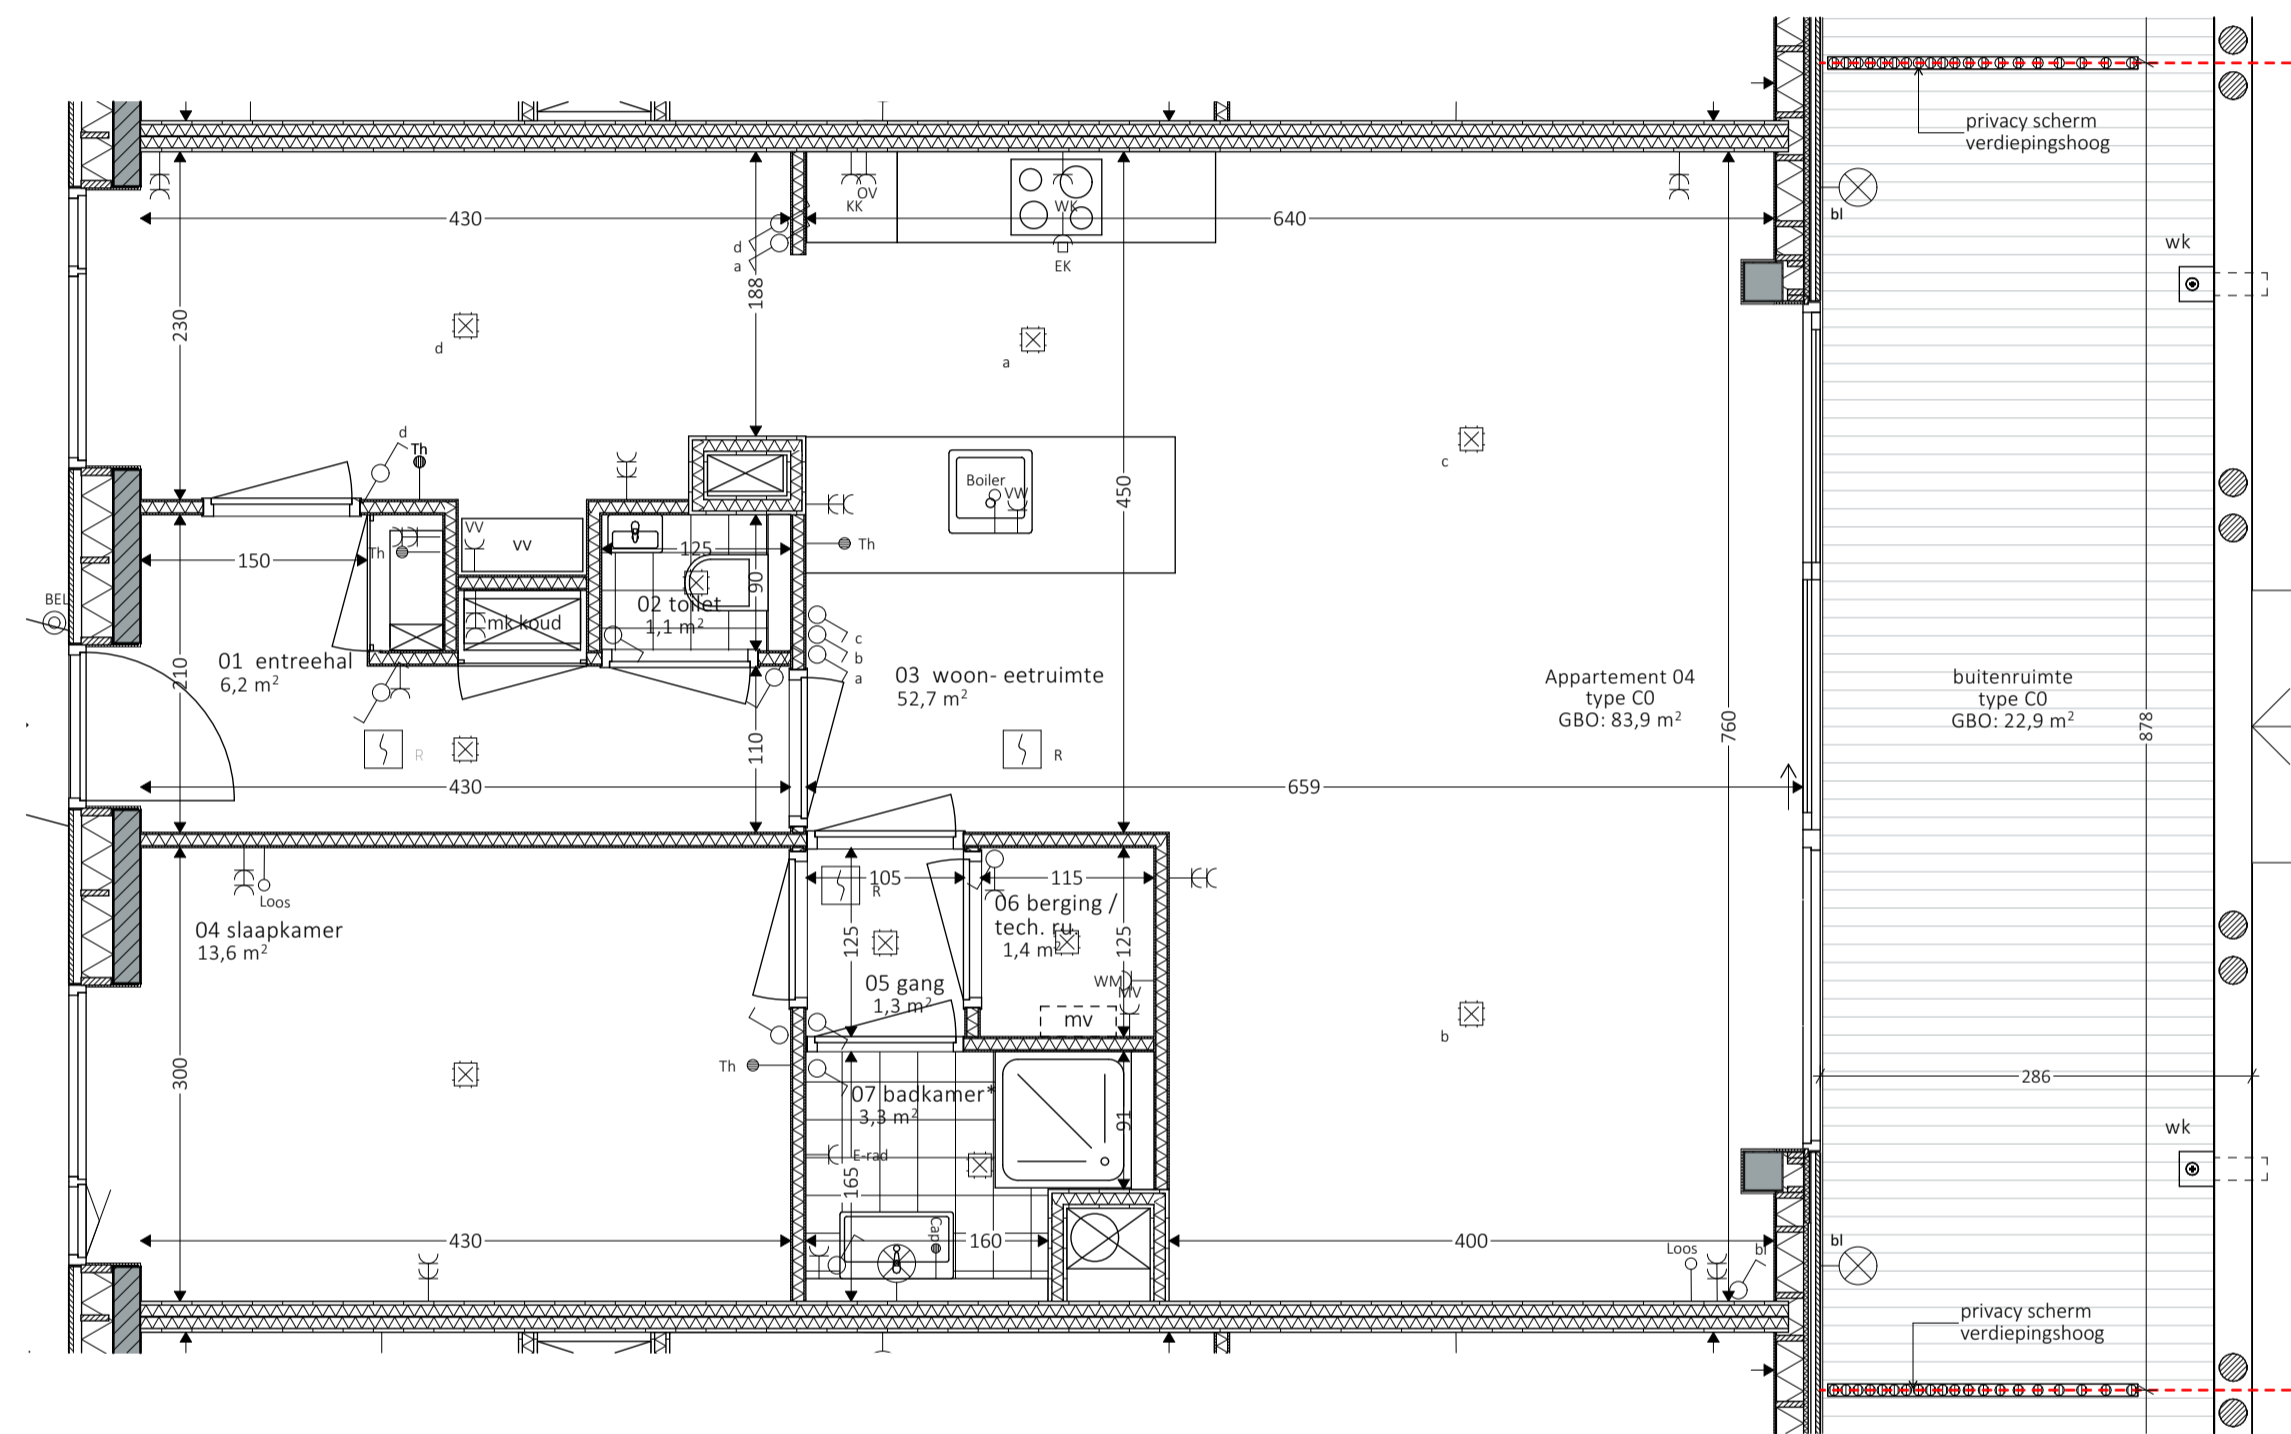 privacy scherm
verdiepingshoog
bl
wk
KK
OV
WK
EK
430
640
d
a
188
230
d
a
c
450
d
Th
Boiler
VW
VV
vv
Th
150
125
Th
90
BEL
02 toilet
1,1 m²
mk koud
01 entreehal
6,2 m²
210
c
b
a
03 woon- eetruimte
52,7 m²
Appartement 04
type C0
GBO: 83,9 m²
buitenruimte
type C0
GBO: 22,9 m²
760
878
110
R
R
430
659
105
R
115
Loos
04 slaapkamer
13,6 m²
06 berging /
tech. ru.
1,4 m²
125
125
05 gang
1,3 m²
WM
MV
mv
b
300
Th
286
07 badkamer*
3,3 m²
91
wk
E-rad
165
Cap
430
160
400
Loos
bl
bl
privacy scherm
verdiepingshoog